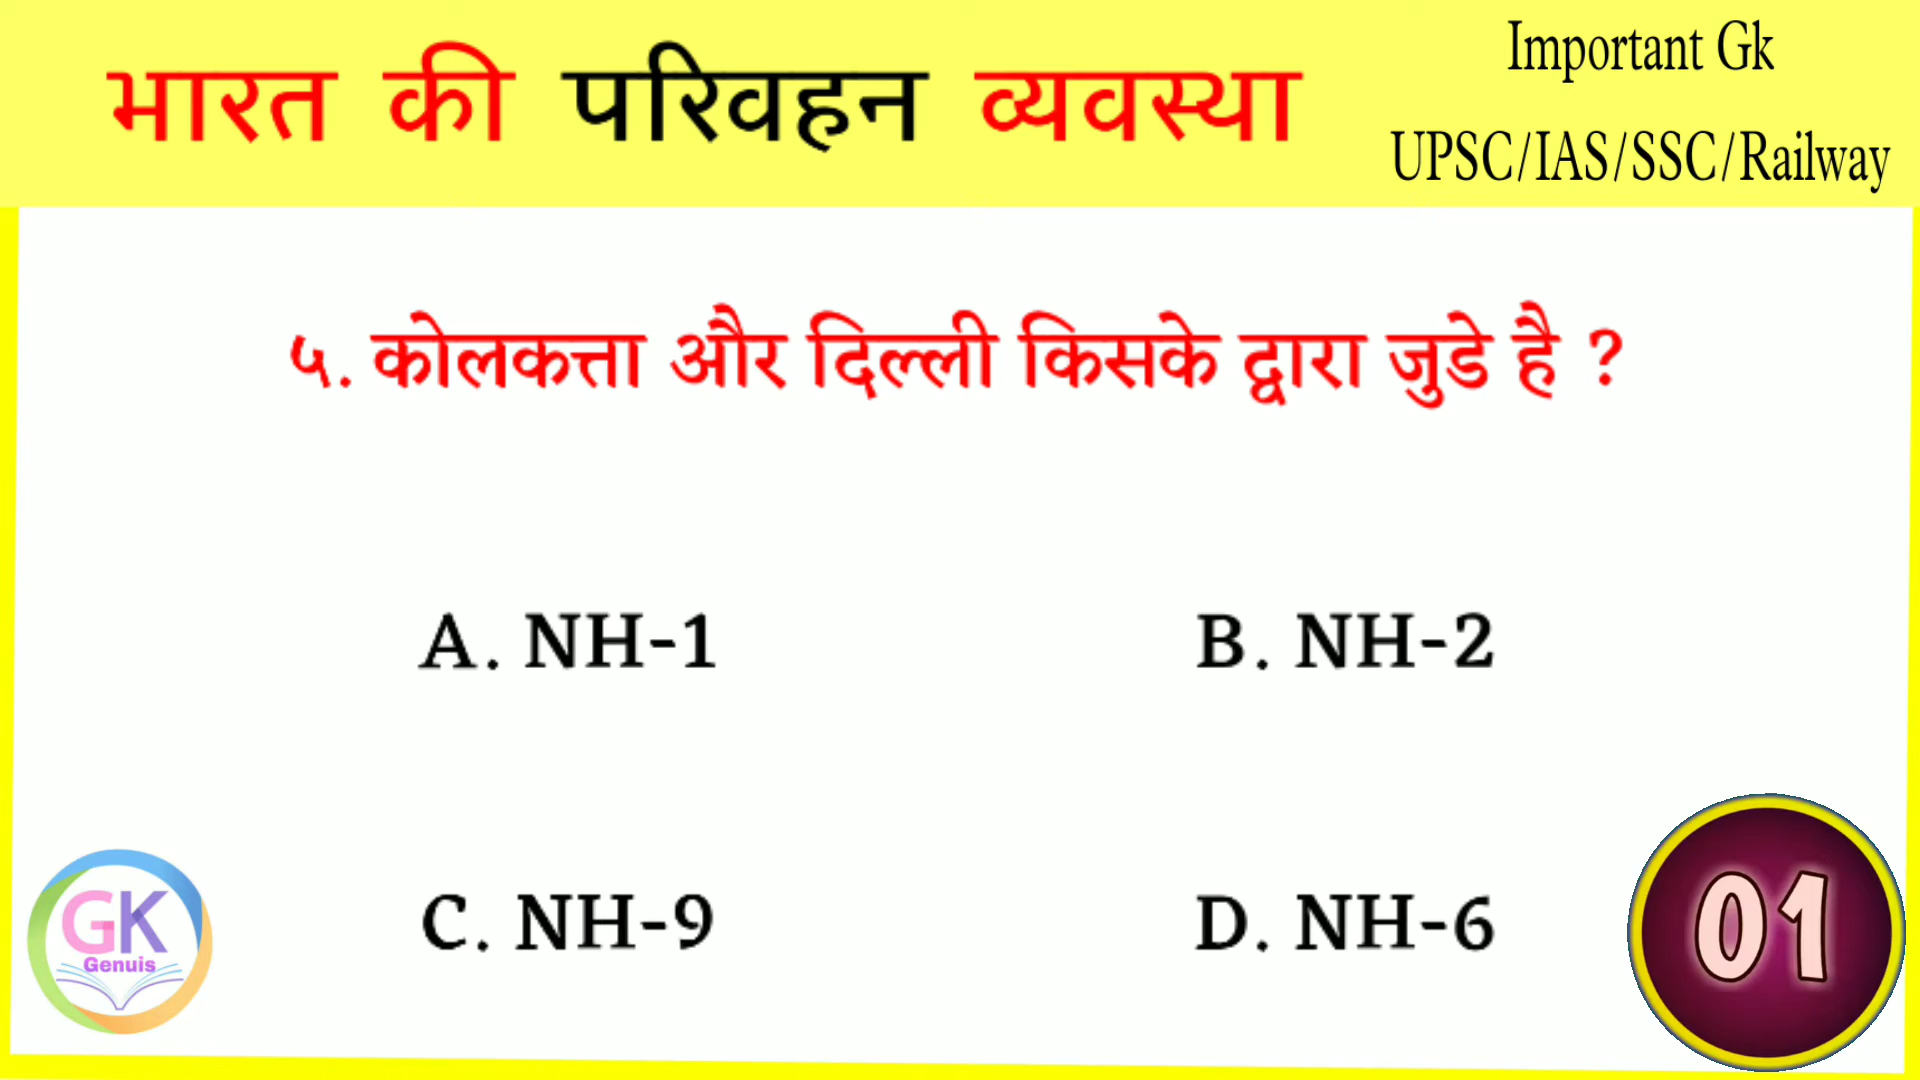 भारत की परिवहन व्यवस्था
Important Gk
UPSC/IAS/SSC/Railway
५. कोलकत्ता और दिल्ली किसके द्वारा जुडे है ?
A. NH-1
B. NH-2
C. NH-9
D. NH-6
GK
Genuis
01